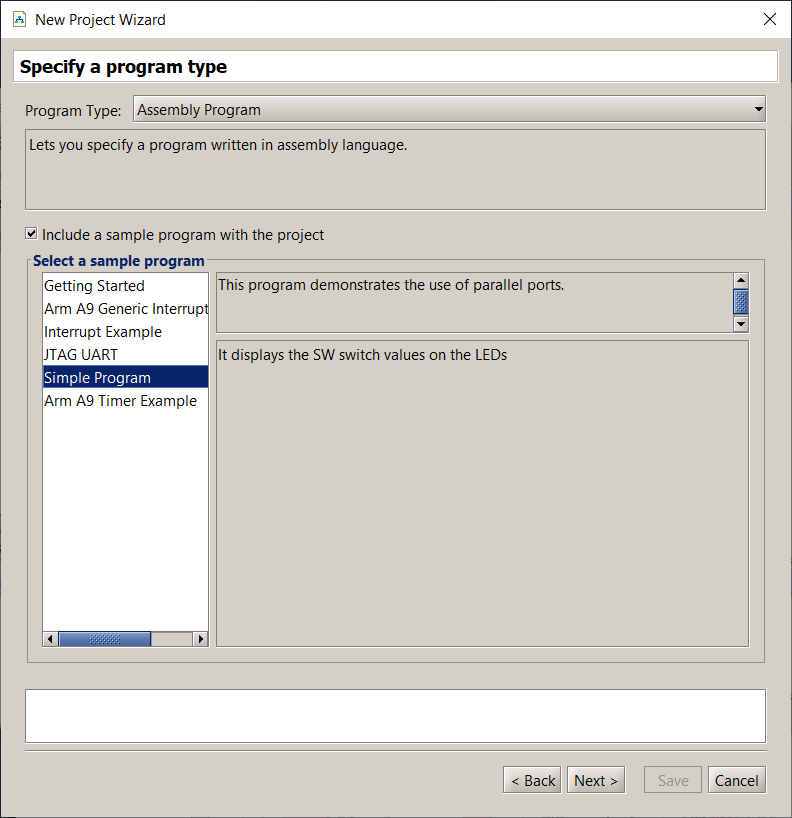 New Project Wizard
Specify a program type
Program Type: Assembly Program
Lets you specify a program written in assembly language.
Include a sample program with the project
Select a sample program
Getting Started
Arm A9 Generic Interrupt
Interrupt Example
JTAG UART
Simple Program
Arm A9 Timer Example
This program demonstrates the use of parallel ports.
It displays the SW switch values on the LEDs
< Back Next > Save Cancel